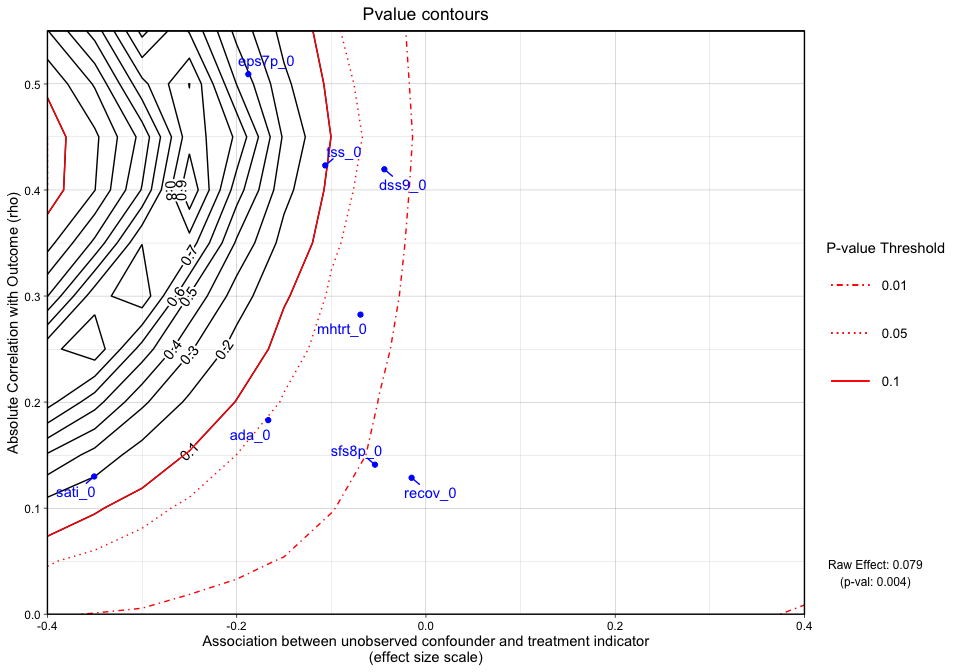 Pvalue contours
Absolute Correlation with Outcome (rho)
0.5
0.4
0.3
0.2
0.1
0.0
-0.4
-0.2
0.0
0.2
0.4
Association between unobserved confounder and treatment indicator
(effect size scale)
eps7p_0
tss_0
dss9_0
mhtrt_0
ada_0
sfs8p_0
sati_0
recov_0
0.8
0.9
0.7
0.6
0.5
0.4
0.3
0.2
0.1
P-value Threshold
0.01
0.05
0.1
Raw Effect: 0.079
(p-val: 0.004)